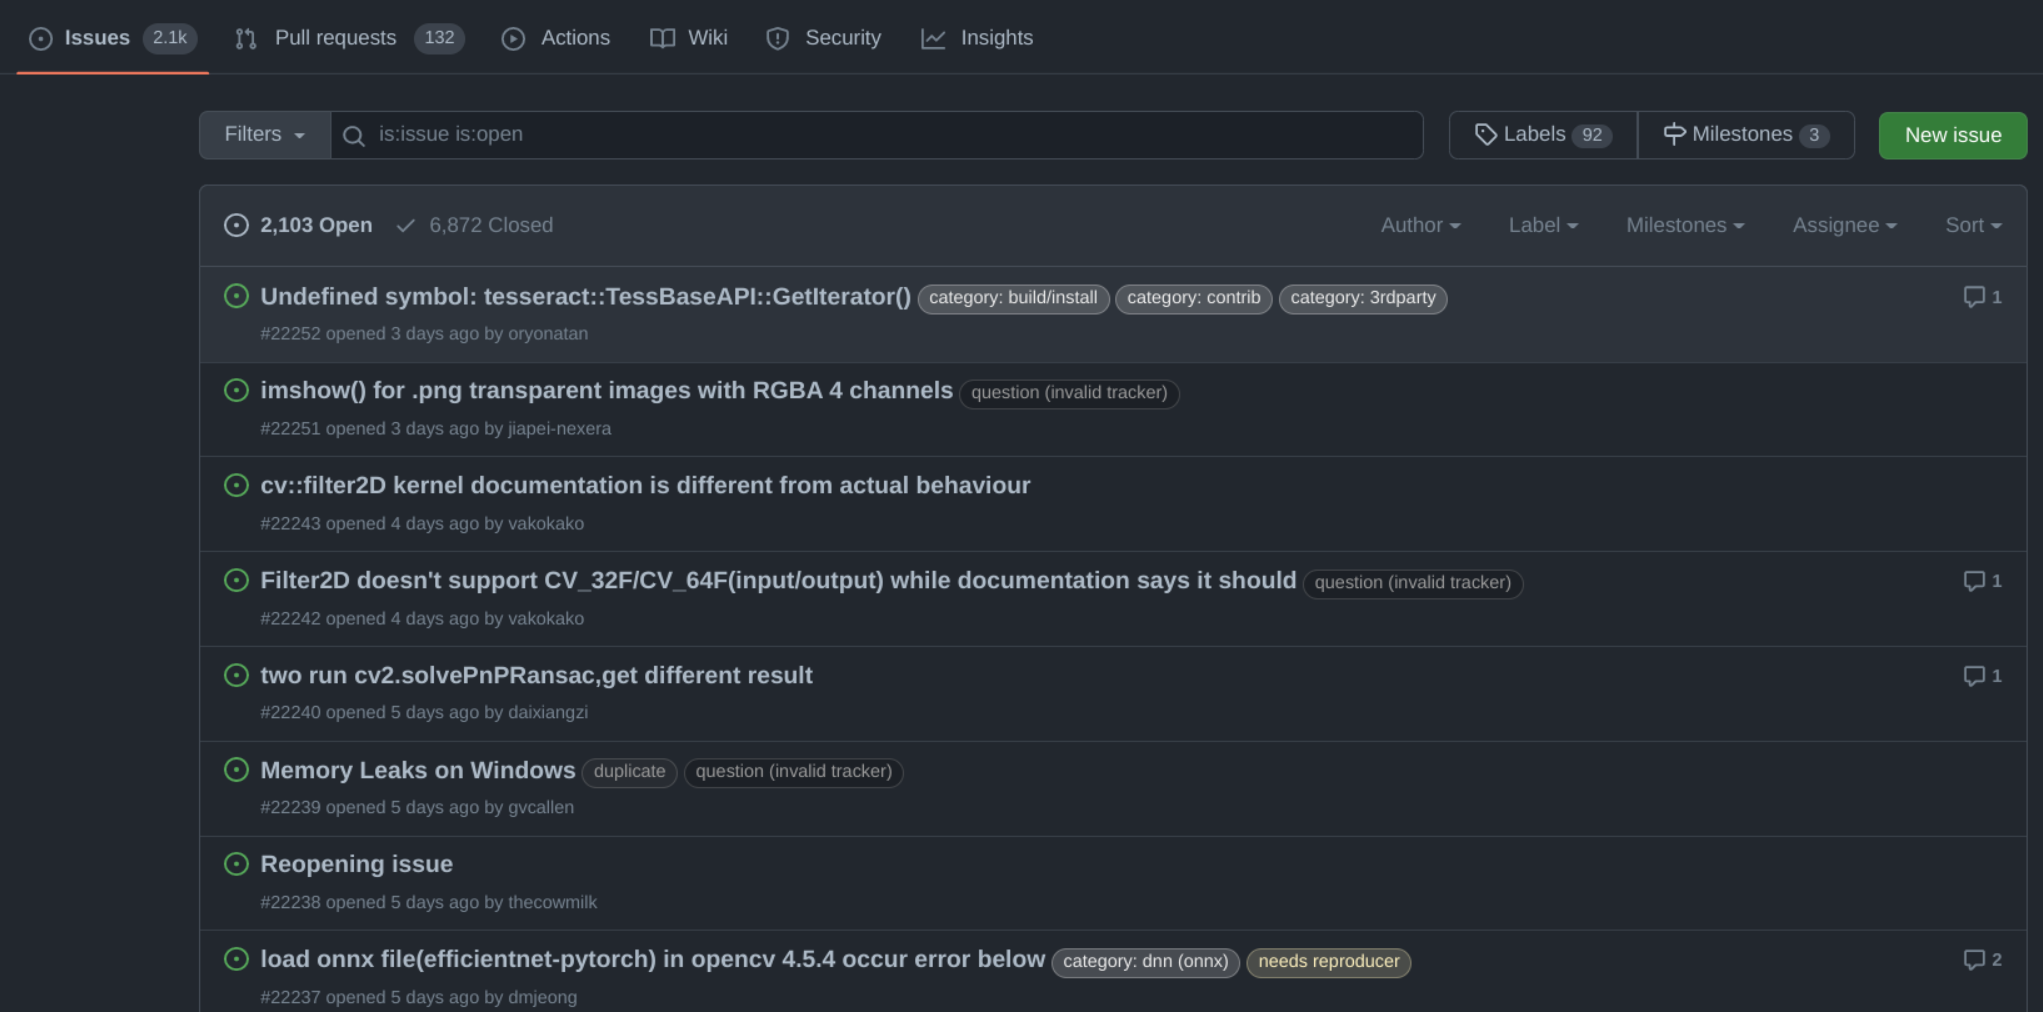 Issues 2.1k Pull requests 132 Actions Wiki Security Insights
Filters is:issue is:open Labels 92 Milestones 3 New issue
2,103 Open 6,872 Closed Author Label Milestones Assignee Sort
Undefined symbol: tesseract::TessBaseAPI::GetIterator() category: build/install category: contrib category: 3rdparty 1
#22252 opened 3 days ago by oryonatan
imshow() for .png transparent images with RGBA 4 channels question (invalid tracker)
#22251 opened 3 days ago by jiapei-nexera
cv::filter2D kernel documentation is different from actual behaviour
#22243 opened 4 days ago by vakokako
Filter2D doesn't support CV_32F/CV_64F(input/output) while documentation says it should question (invalid tracker) 1
#22242 opened 4 days ago by vakokako
two run cv2.solvePnPRansac,get different result 1
#22240 opened 5 days ago by daixiangzi
Memory Leaks on Windows duplicate question (invalid tracker)
#22239 opened 5 days ago by gvcallen
Reopening issue
#22238 opened 5 days ago by thecowmilk
load onnx file(efficientnet-pytorch) in opencv 4.5.4 occur error below category: dnn (onnx) needs reproducer 2
#22237 opened 5 days ago by dmjeong